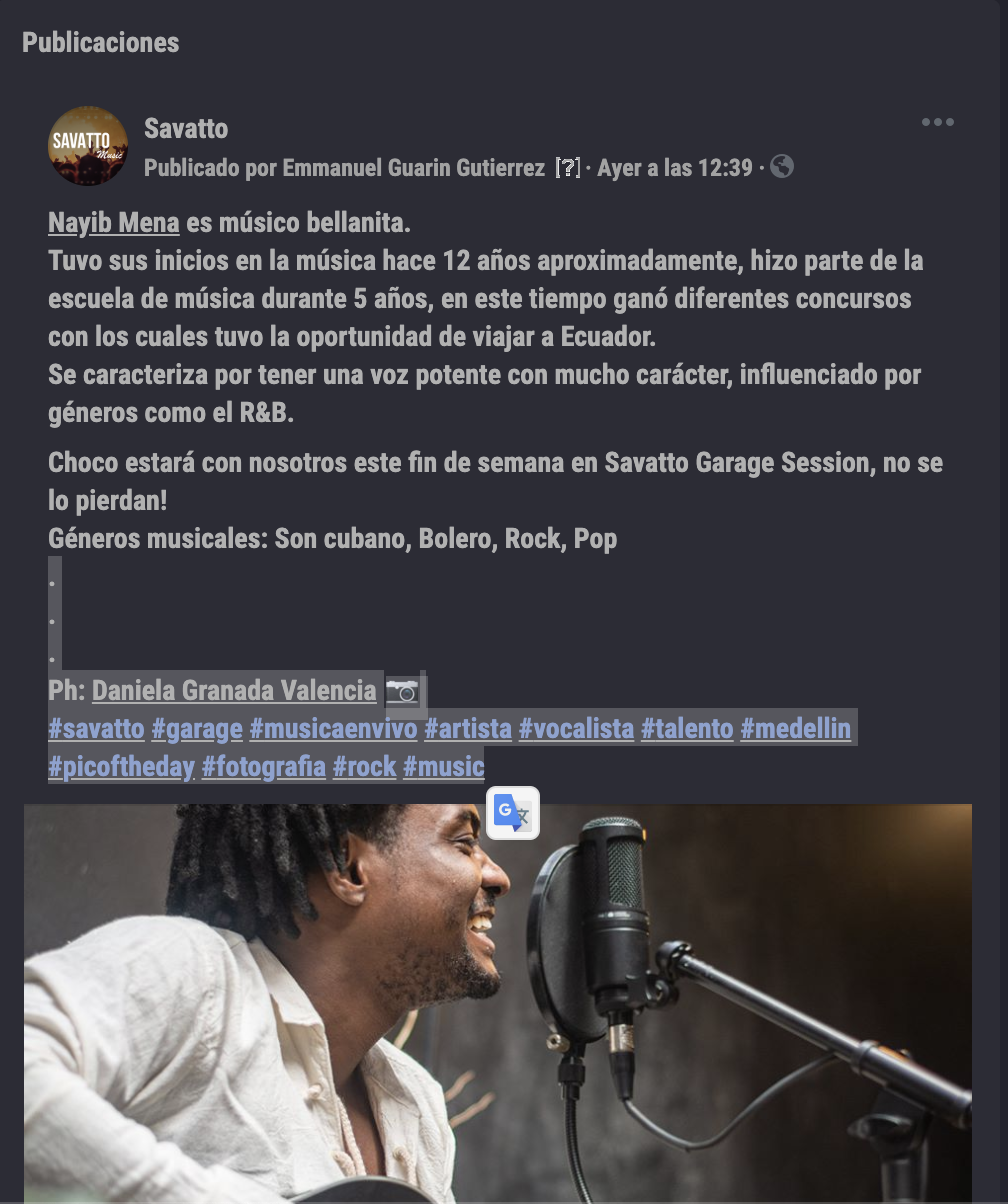 Publicaciones
SAVATTO
Music
Savatto
Publicado por Emmanuel Guarin Gutierrez [?] · Ayer a las 12:39 ·
Nayib Mena es músico bellanita.
Tuvo sus inicios en la música hace 12 años aproximadamente, hizo parte de la
escuela de música durante 5 años, en este tiempo ganó diferentes concursos
con los cuales tuvo la oportunidad de viajar a Ecuador.
Se caracteriza por tener una voz potente con mucho carácter, influenciado por
géneros como el R&B.
Choco estará con nosotros este fin de semana en Savatto Garage Session, no se
lo pierdan!
Géneros musicales: Son cubano, Bolero, Rock, Pop
.
.
.
Ph: Daniela Granada Valencia 📷
#savatto #garage #musicaenvivo #artista #vocalista #talento #medellin
#picoftheday #fotografia #rock #music
G文